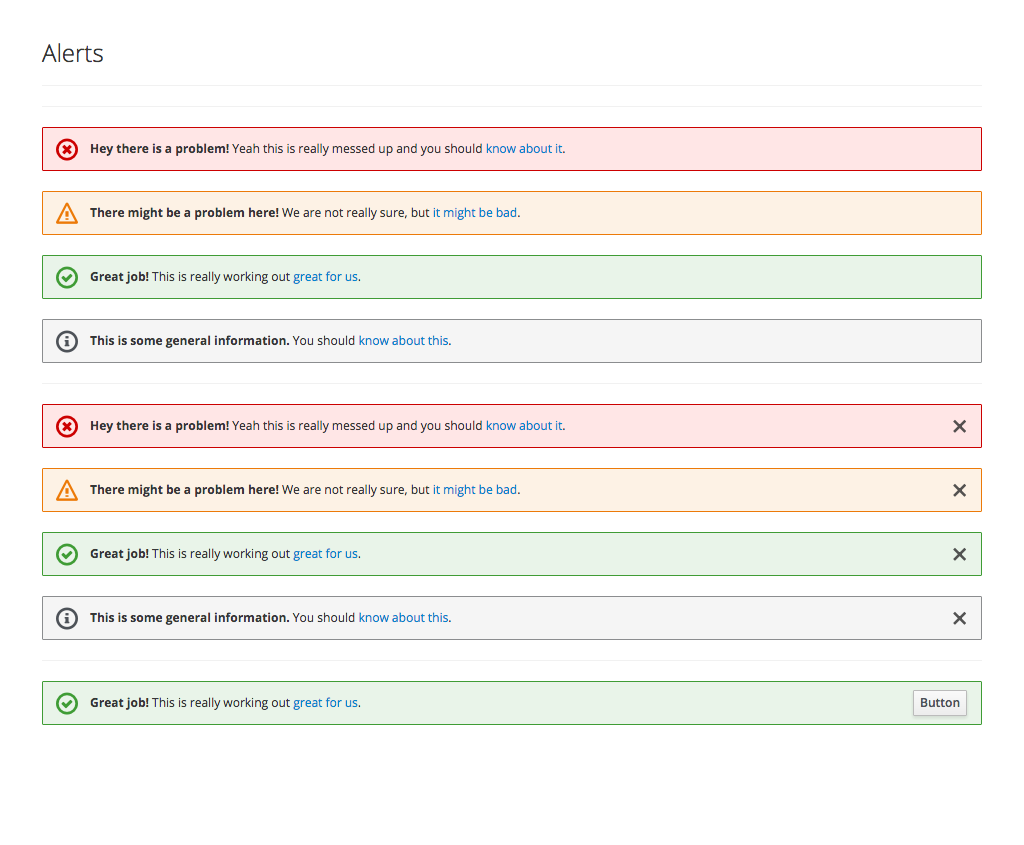 Alerts
Hey there is a problem! Yeah this is really messed up and you should know about it.
There might be a problem here! We are not really sure, but it might be bad.
Great job! This is really working out great for us.
This is some general information. You should know about this.
Hey there is a problem! Yeah this is really messed up and you should know about it.
There might be a problem here! We are not really sure, but it might be bad.
Great job! This is really working out great for us.
This is some general information. You should know about this.
Great job! This is really working out great for us. Button